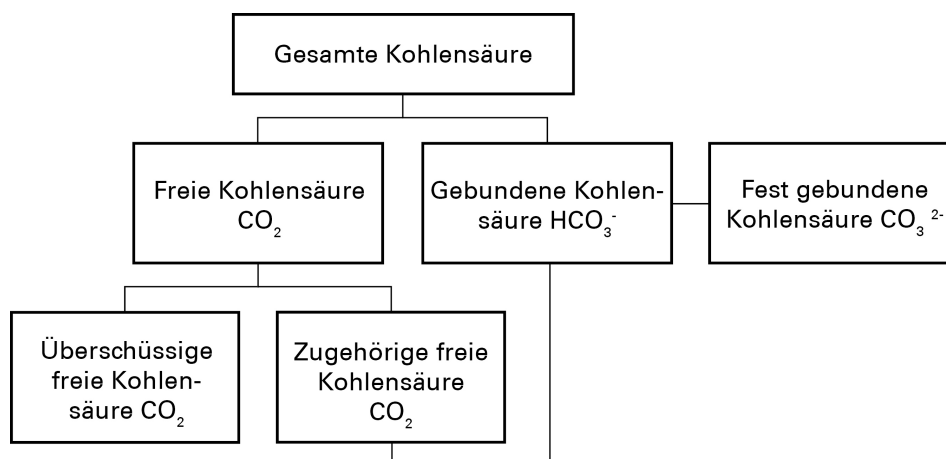 Gesamte Kohlensäure
Freie Kohlensäure
CO₂
Gebundene Kohlen-
säure HCO₃⁻
Fest gebundene
Kohlensäure CO₃ ²⁻
Überschüssige
freie Kohlen-
säure CO₂
Zugehörige freie
Kohlensäure
CO₂